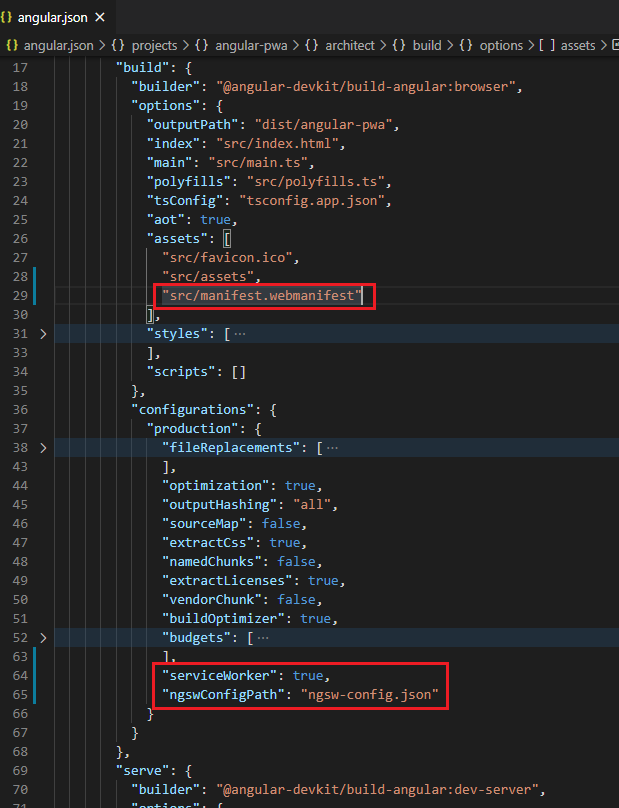 {} angular.json ×
{} angular.json > {} projects > {} angular-pwa > {} architect > {} build > {} options > [ ] assets >
17 "build": {
18 "builder": "@angular-devkit/build-angular:browser",
19 "options": {
20 "outputPath": "dist/angular-pwa",
21 "index": "src/index.html",
22 "main": "src/main.ts",
23 "polyfills": "src/polyfills.ts",
24 "tsConfig": "tsconfig.app.json",
25 "aot": true,
26 "assets": [
27 "src/favicon.ico",
28 "src/assets",
29 "src/manifest.webmanifest"
30 ],
31 > "styles": [ ···
33 ],
34 "scripts": []
35 },
36 "configurations": {
37 "production": {
38 > "fileReplacements": [ ···
43 ],
44 "optimization": true,
45 "outputHashing": "all",
46 "sourceMap": false,
47 "extractCss": true,
48 "namedChunks": false,
49 "extractLicenses": true,
50 "vendorChunk": false,
51 "buildOptimizer": true,
52 > "budgets": [ ···
63 ],
64 "serviceWorker": true,
65 "ngswConfigPath": "ngsw-config.json"
66 }
67 }
68 },
69 "serve": {
70 "builder": "@angular-devkit/build-angular:dev-server",
71 "options": {